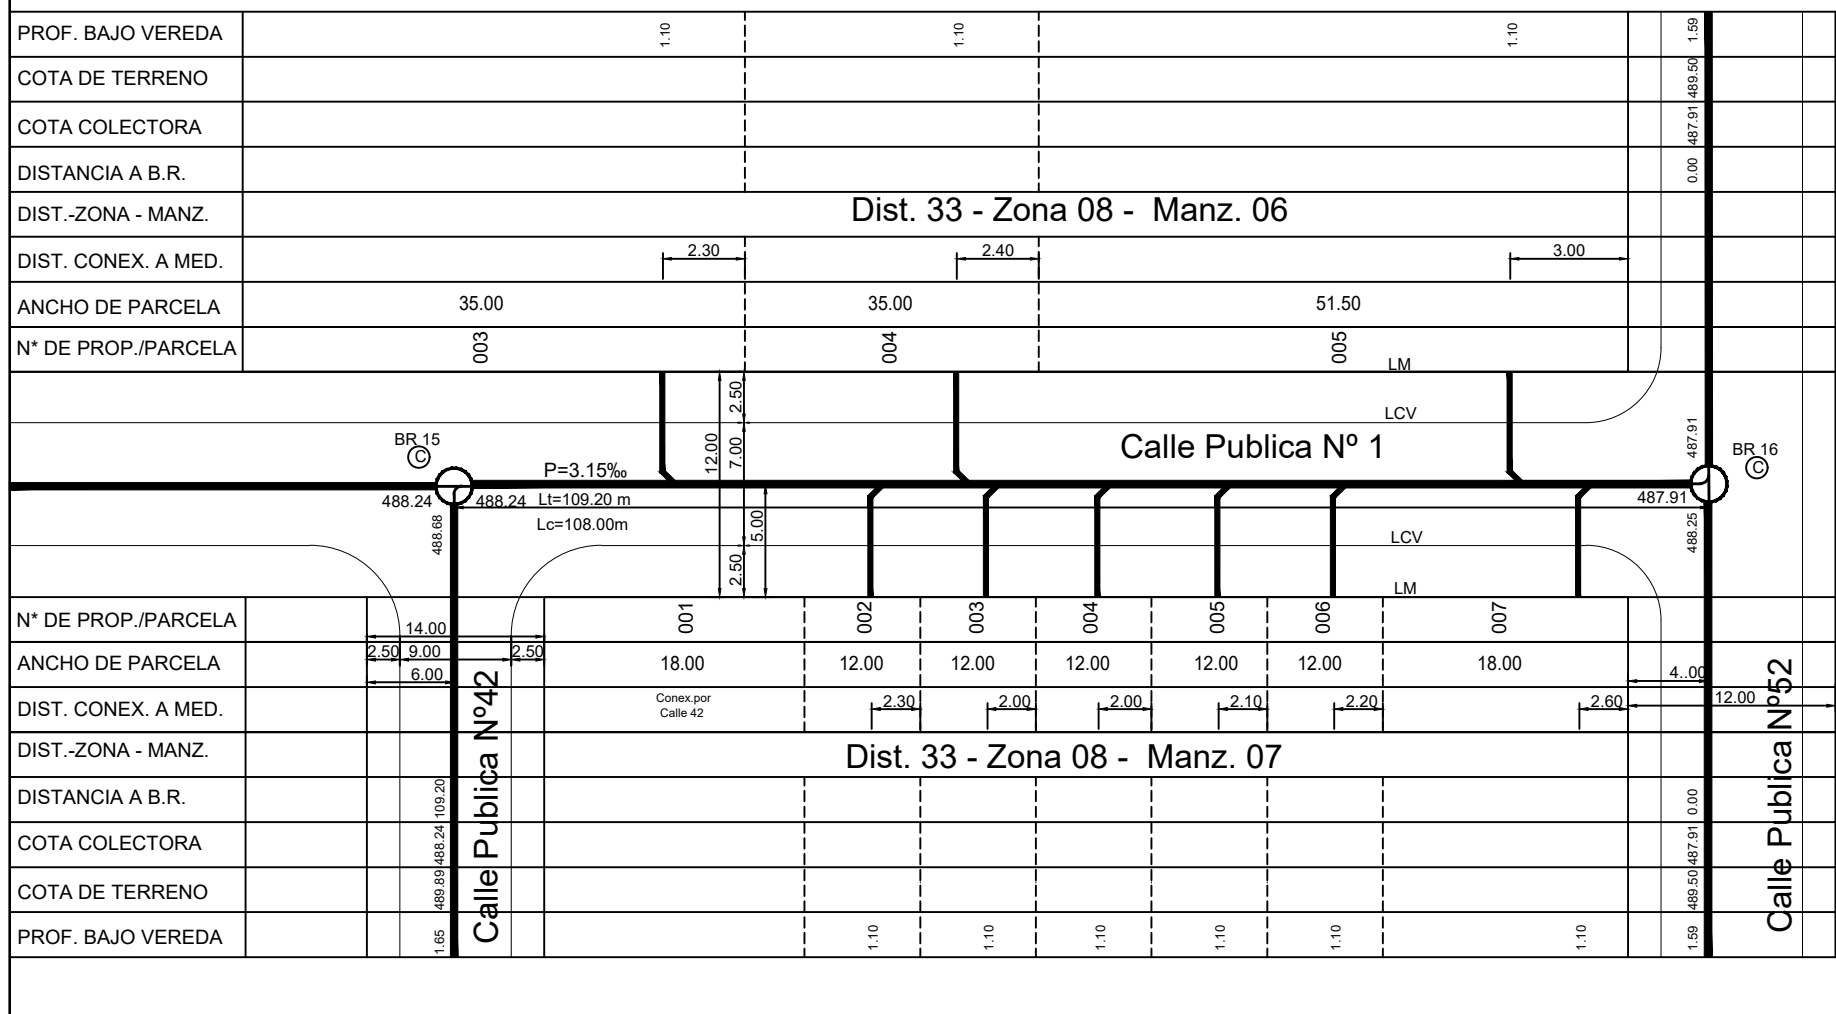 PROF. BAJO VEREDA 1.10 1.10 1.10 1.59
COTA DE TERRENO 489.50
COTA COLECTORA 487.91
DISTANCIA A B.R. 0.00
DIST.-ZONA - MANZ. Dist. 33 - Zona 08 - Manz. 06
DIST. CONEX. A MED. 2.30 2.40 3.00
ANCHO DE PARCELA 35.00 35.00 51.50
N* DE PROP./PARCELA 003 004 005
LM
2.50
LCV
12.00 7.00
Calle Publica Nº 1
487.91
BR 15
C
BR 16
C
P=3.15‰
488.24 488.24 Lt=109.20 m 487.91
Lc=108.00m
488.68 5.00 488.25
LCV
2.50
LM
N* DE PROP./PARCELA 001 002 003 004 005 006 007
14.00
ANCHO DE PARCELA 2.50 9.00 2.50 18.00 12.00 12.00 12.00 12.00 12.00 18.00
6.00 4..00
DIST. CONEX. A MED. Conex.por
Calle 42
2.30 2.00 2.00 2.10 2.20 2.60 12.00
DIST.-ZONA - MANZ. Dist. 33 - Zona 08 - Manz. 07
Calle Publica Nº42
Calle Publica Nº52
DISTANCIA A B.R. 109.20 0.00
COTA COLECTORA 488.24 487.91
COTA DE TERRENO 489.89 489.50
PROF. BAJO VEREDA 1.65 1.10 1.10 1.10 1.10 1.10 1.10 1.59